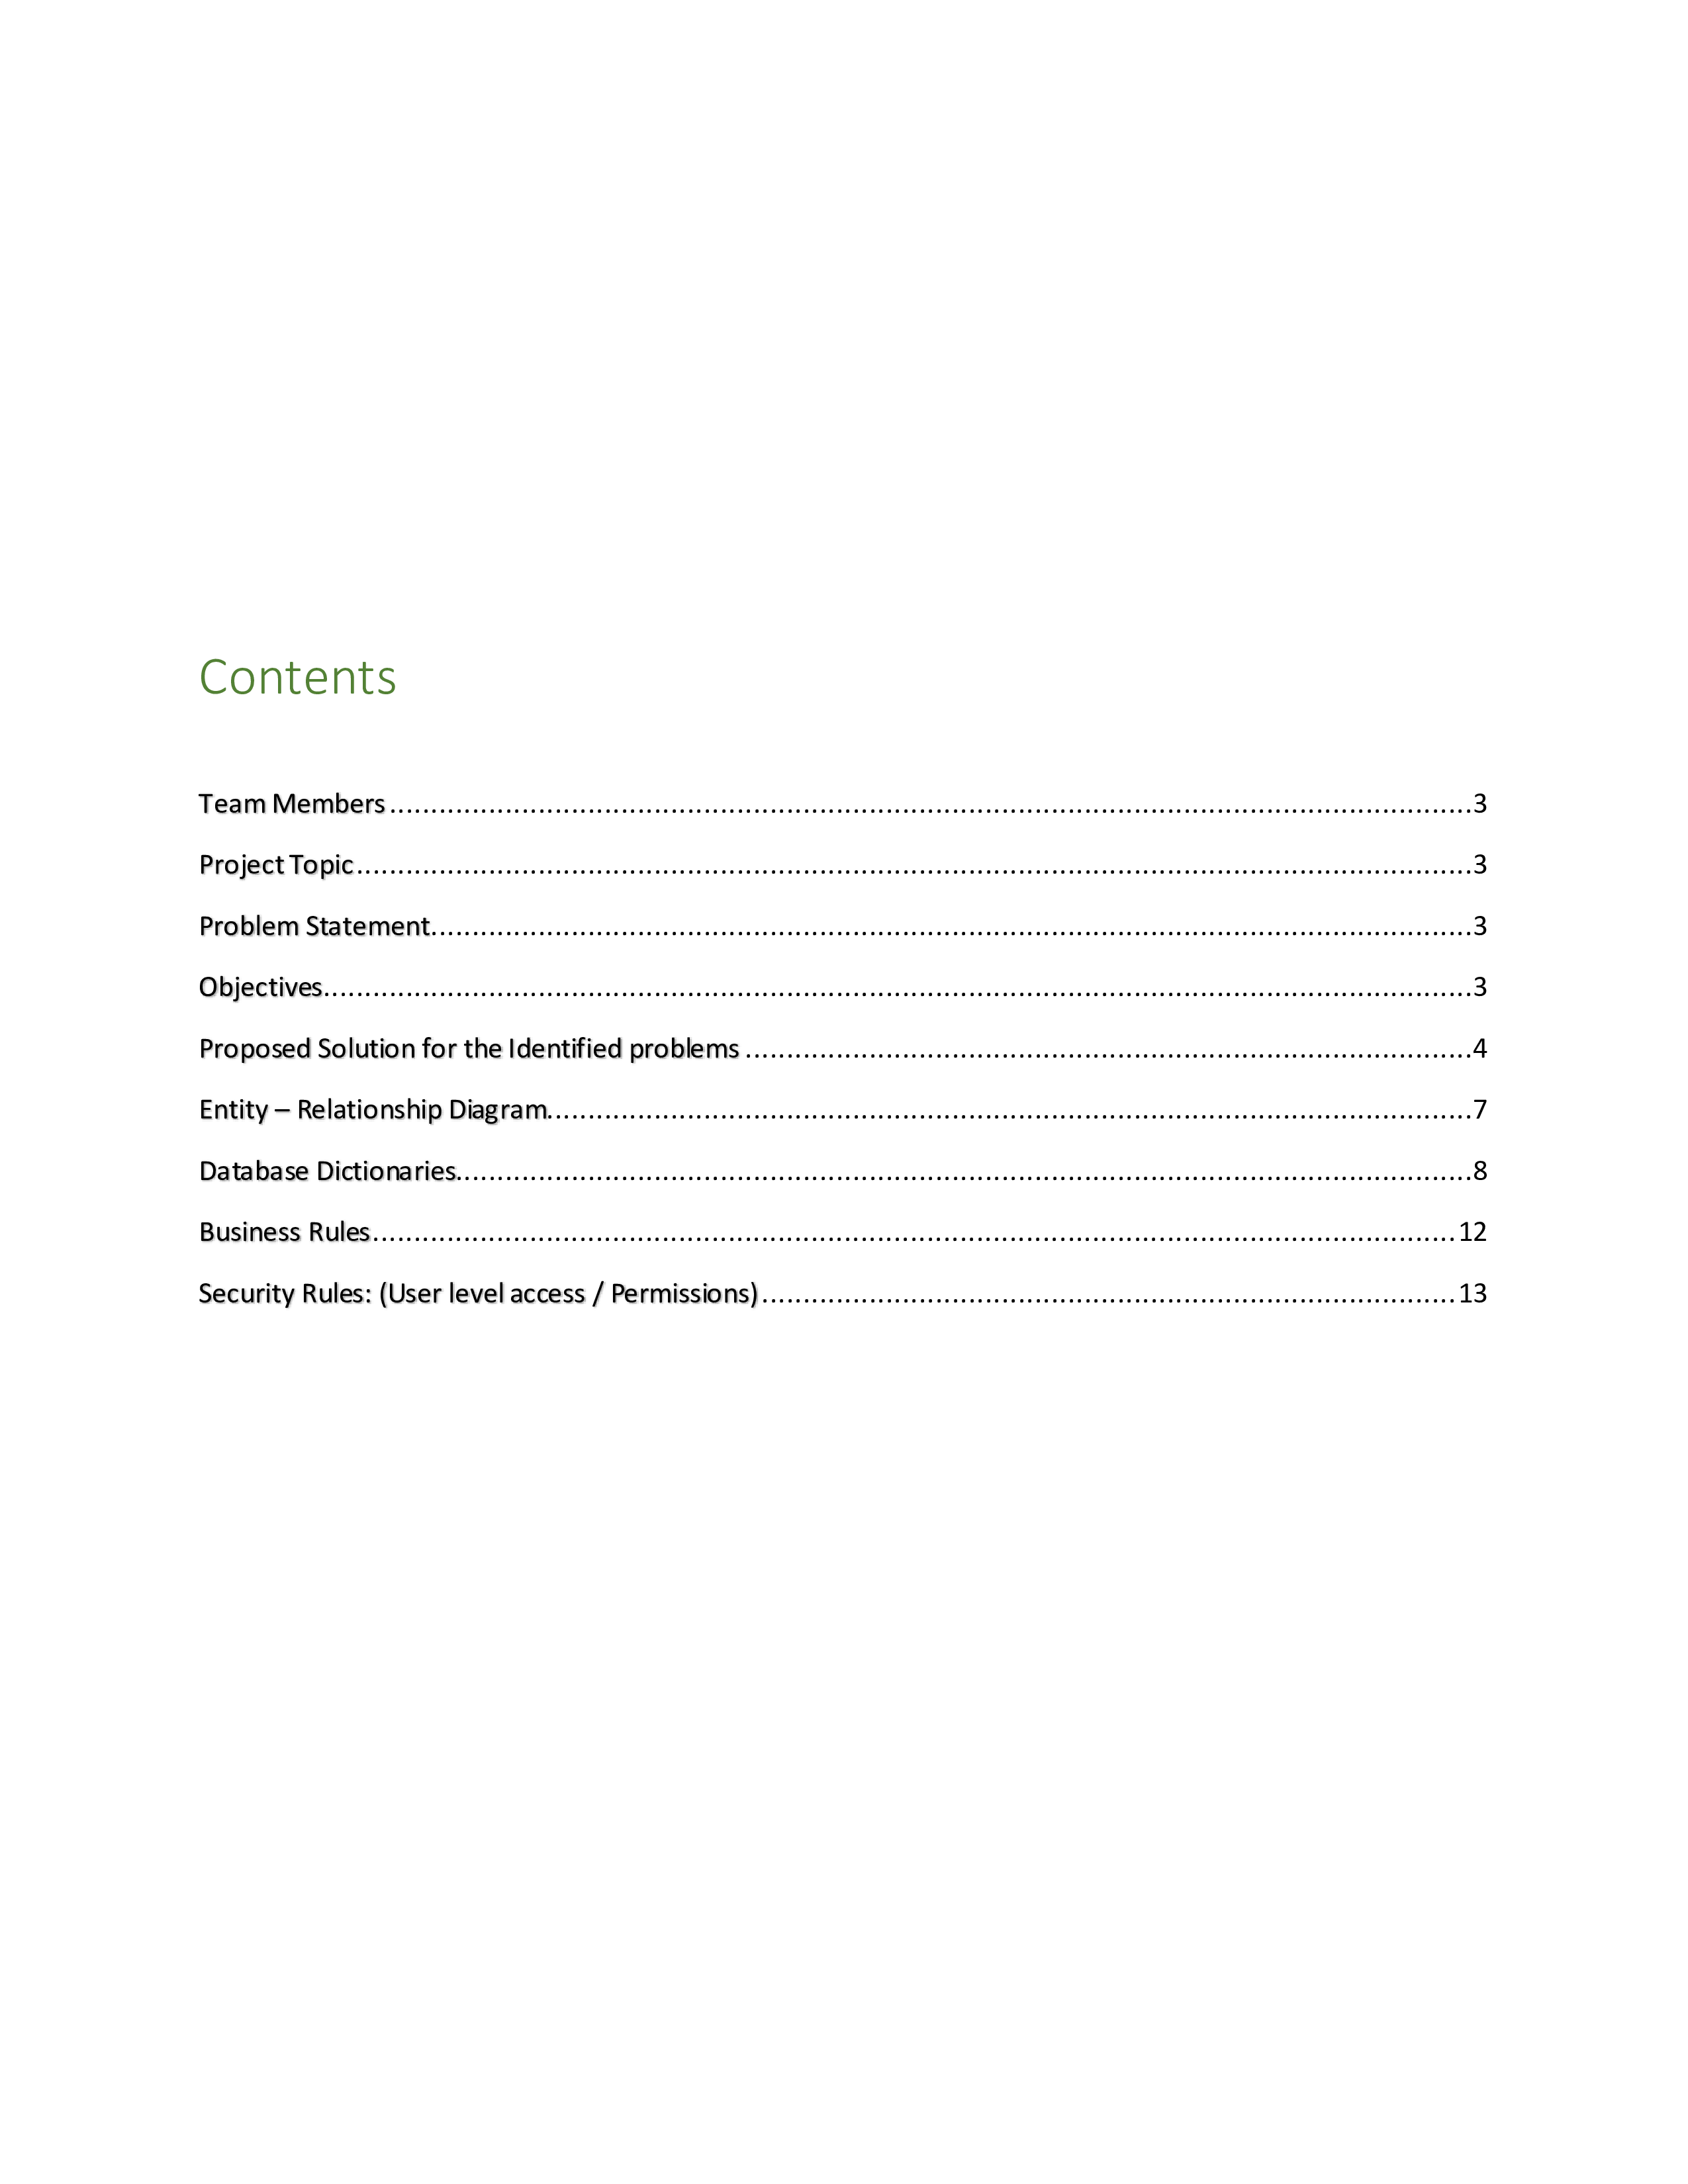 Contents
Team Members ........................................................................................................................ 3
Project Topic ........................................................................................................................ 3
Problem Statement ........................................................................................................................ 3
Objectives ........................................................................................................................ 3
Proposed Solution for the Identified problems ........................................................................................................................ 4
Entity – Relationship Diagram ........................................................................................................................ 7
Database Dictionaries ........................................................................................................................ 8
Business Rules ........................................................................................................................ 12
Security Rules: (User level access / Permissions) ........................................................................................................................ 13